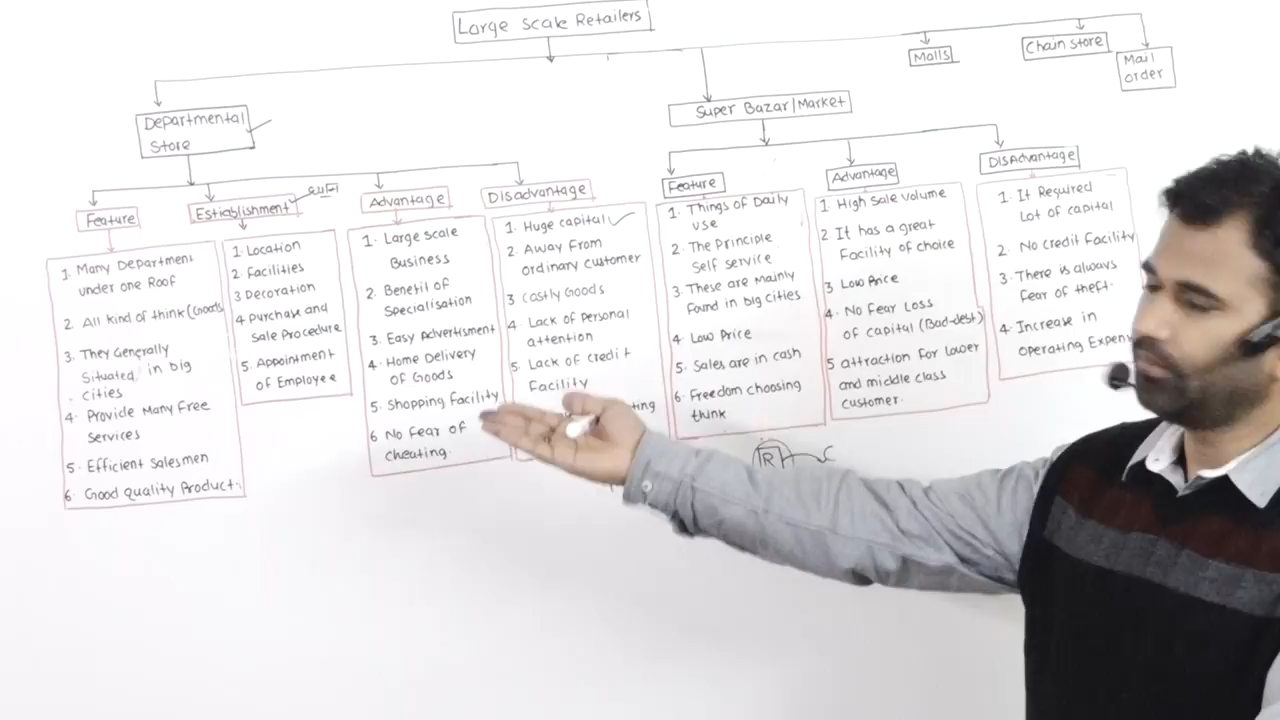 Large Scale Retailers
Malls
Chain store
Mail
order
Departmental
Store
Super Bazar/Market
Feature
Estiablishment
Advantage
DISadvantage
1. Many Department
under one Roof
2. All kind of think (Goods
3. They Generally
Situated in big
cities
4. Provide Many Free
Services
5. Efficient Salesmen
6. Good quality Product.
1. Location
2 Facilities
3 Decoration
4 Purchase and
Sale Procedure
5. Appointment
of Employee
1. Large scale
Business
2. Benefit of
Specialisation
3. Easy Advertisment
4. Home Delivery
of Goods
5. Shopping Facility
6 No Fear of
cheating.
1. Huge capital
2. Away From
ordinary customer
3 Costly Goods
4. Lack of Personal
attention
5. Lack of credit
Facility
ting
Feature
Advantage
DISAdvantage
1. Things of Daily
use
2. The Principle
Self service
3. These are mainly
found in big cities
4 Low Price
5. Sales are in cash
6. Freedom choosing
think
1. High Sale volume
2 It has a great
Facility of choice
3 Low Price
4. No Fear Loss
of capital (Bad-dest)
5 attraction for Lower
and middle class
customer.
1. It Required
Lot of capital
2. No credit Facility
3. There is always
fear of theft.
4. Increase in
Operating Expen
R C